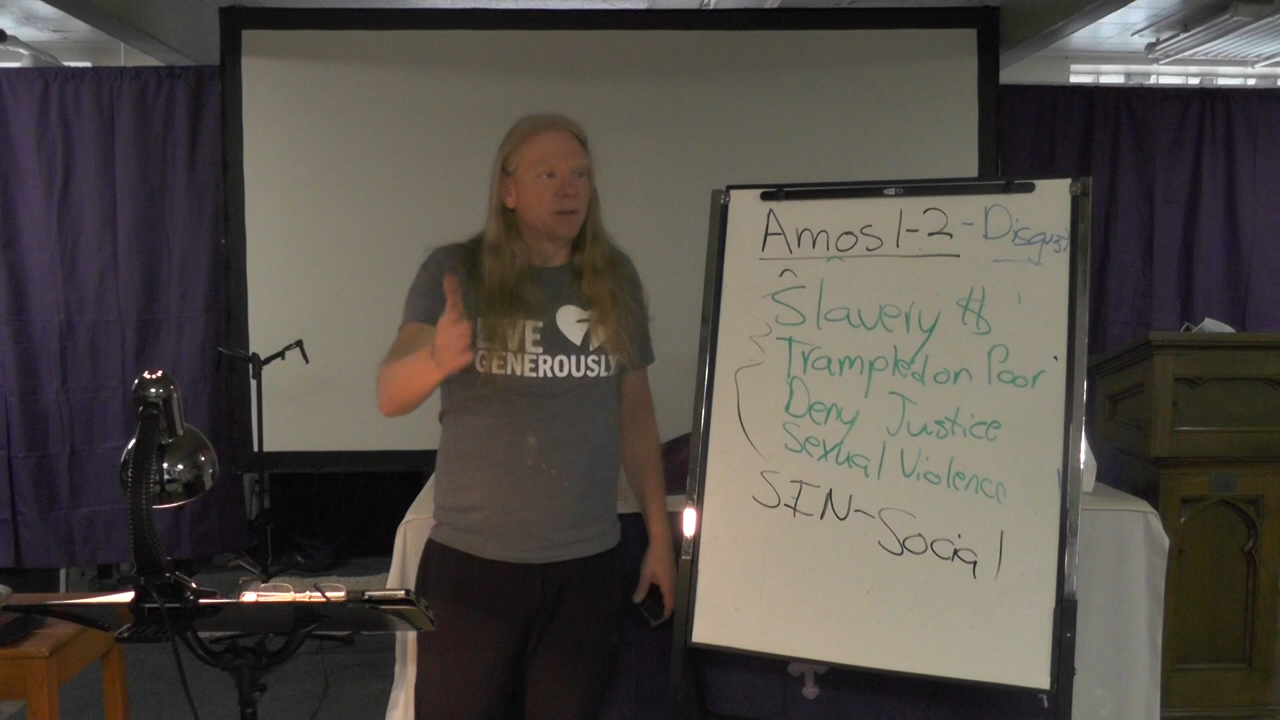 LIVE
GENEROUSLY
Amos 1-2 - Disgust
Slavery $
Trampled on Poor
Deny Justice
Sexual Violence
SIN-Social